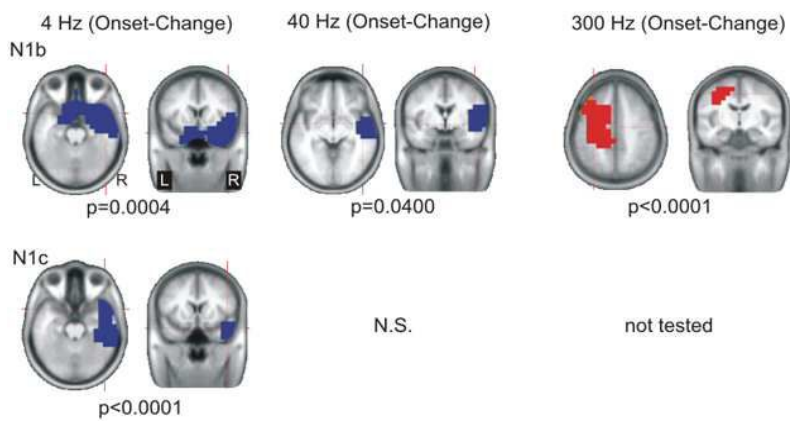 4 Hz (Onset-Change) 40 Hz (Onset-Change) 300 Hz (Onset-Change)
N1b
L R L R
p=0.0004 p=0.0400 p<0.0001
N1c
N.S. not tested
p<0.0001